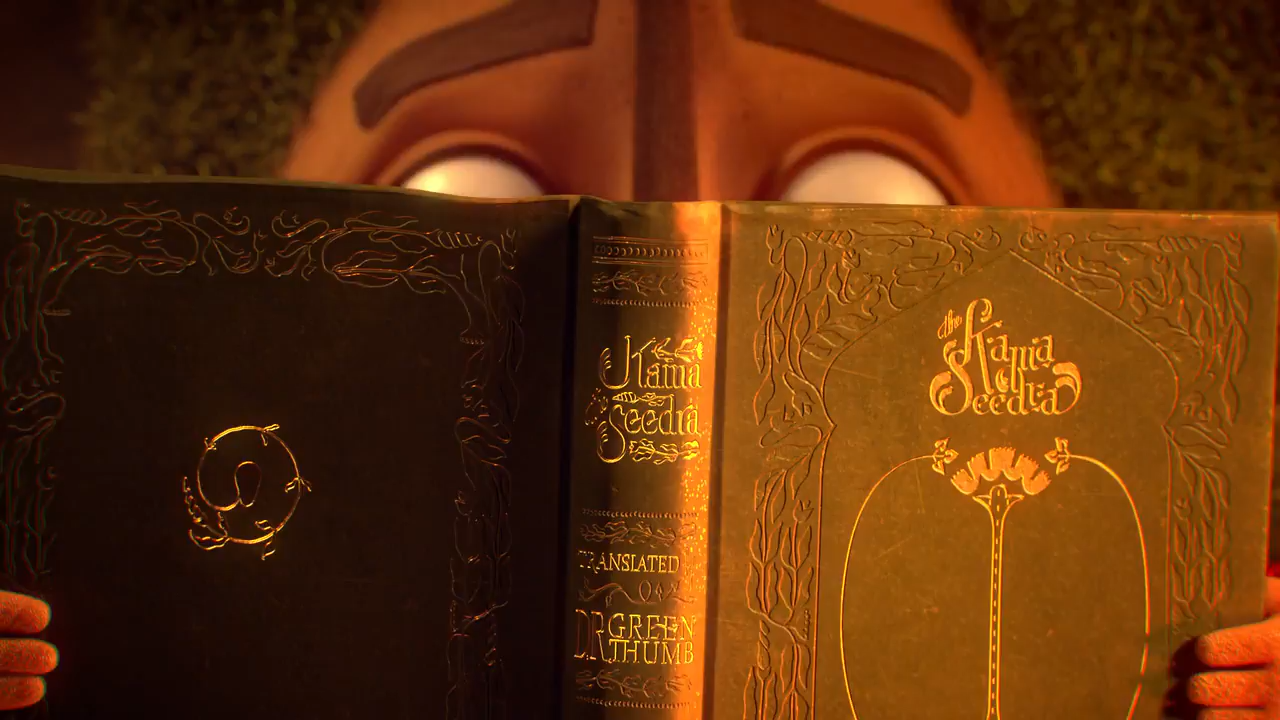 Kama
Seedra
TRANSLATED
DR GREEN
THUMB
the
Kama
Seedra